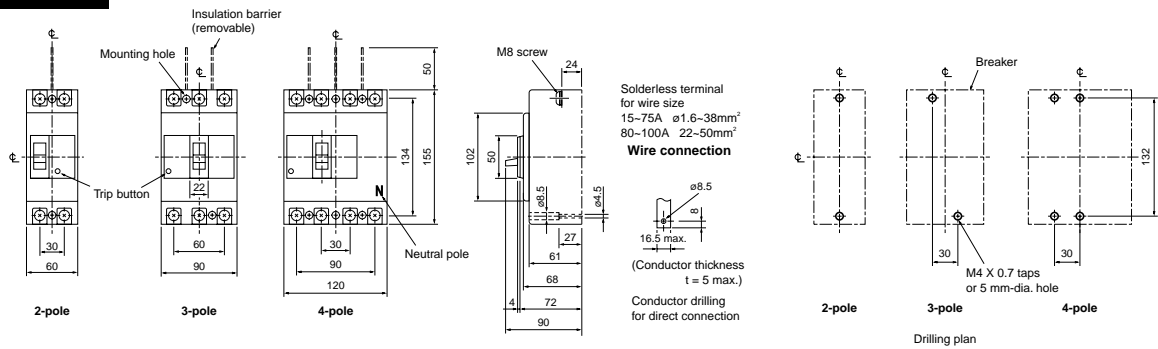 Insulation barrier
(removable)
Mounting hole
℄
℄
℄
℄
50
134
155
22
Trip button
N
Neutral pole
30
60
60
90
30
90
120
2-pole
3-pole
4-pole
M8 screw
24
102
50
ø8.5
ø4.5
27
61
68
4
72
90
Solderless terminal
for wire size
15~75A ø1.6~38mm²
80~100A 22~50mm²
Wire connection
ø8.5
8
16.5 max.
(Conductor thickness
t = 5 max.)
Conductor drilling
for direct connection
Breaker
℄
℄
℄
℄
132
30
30
M4 X 0.7 taps
or 5 mm-dia. hole
2-pole
3-pole
4-pole
Drilling plan